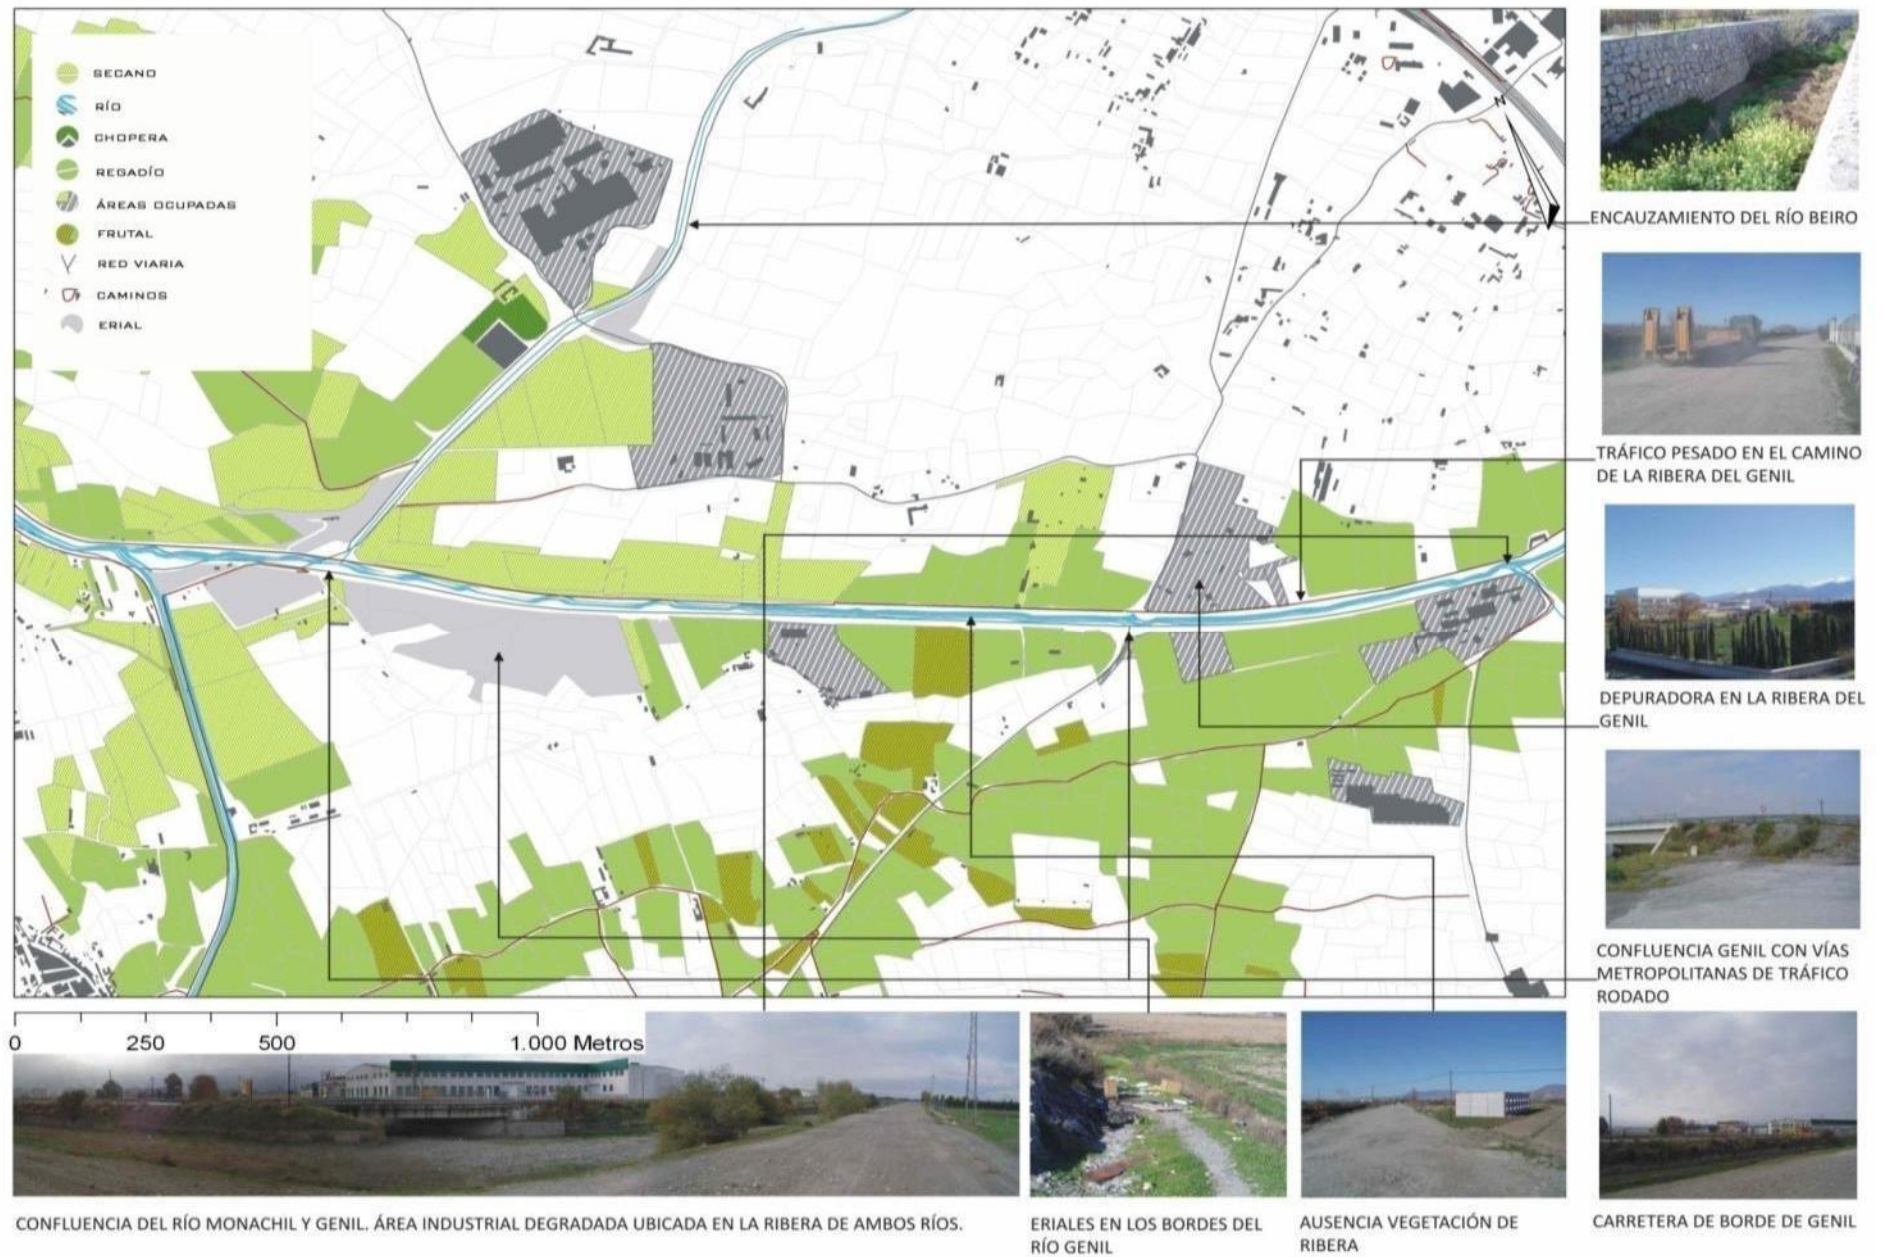 SECANO
RÍO
CHOPERA
REGADÍO
ÁREAS OCUPADAS
FRUTAL
RED VIARIA
CAMINOS
ERIAL
N
ENCAUZAMIENTO DEL RÍO BEIRO
TRÁFICO PESADO EN EL CAMINO
DE LA RIBERA DEL GENIL
DEPURADORA EN LA RIBERA DEL
GENIL
CONFLUENCIA GENIL CON VÍAS
METROPOLITANAS DE TRÁFICO
RODADO
0 250 500 1.000 Metros
CONFLUENCIA DEL RÍO MONACHIL Y GENIL. ÁREA INDUSTRIAL DEGRADADA UBICADA EN LA RIBERA DE AMBOS RÍOS.
ERIALES EN LOS BORDES DEL
RÍO GENIL
AUSENCIA VEGETACIÓN DE
RIBERA
CARRETERA DE BORDE DE GENIL